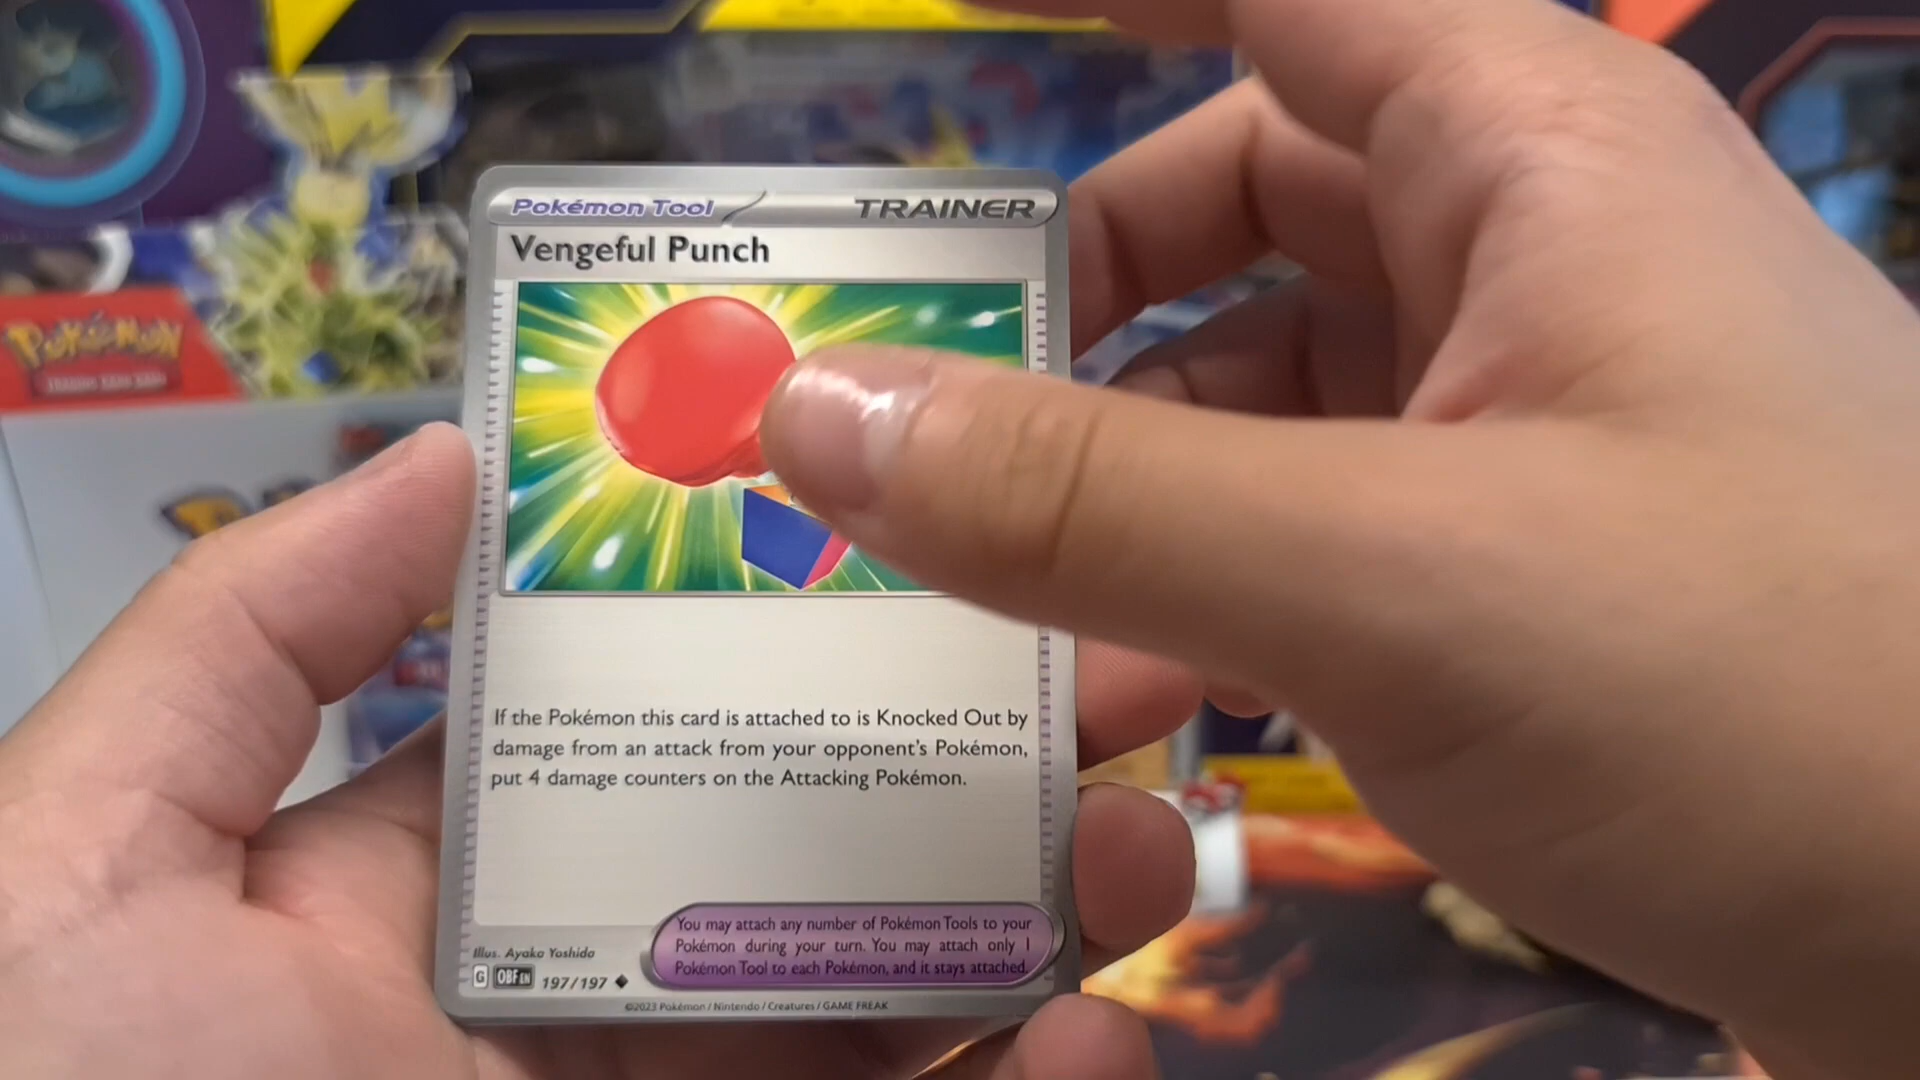 Pokémon Tool TRAINER
Vengeful Punch
If the Pokémon this card is attached to is Knocked Out by
damage from an attack from your opponent's Pokémon,
put 4 damage counters on the Attacking Pokémon.
You may attach any number of Pokémon Tools to your
Pokémon during your turn. You may attach only 1
Pokémon Tool to each Pokémon, and it stays attached.
Illus. Ayako Yoshida
G OBF EN 197/197
©2023 Pokémon / Nintendo / Creatures / GAME FREAK
POKÉMON
TRADING CARD GAME